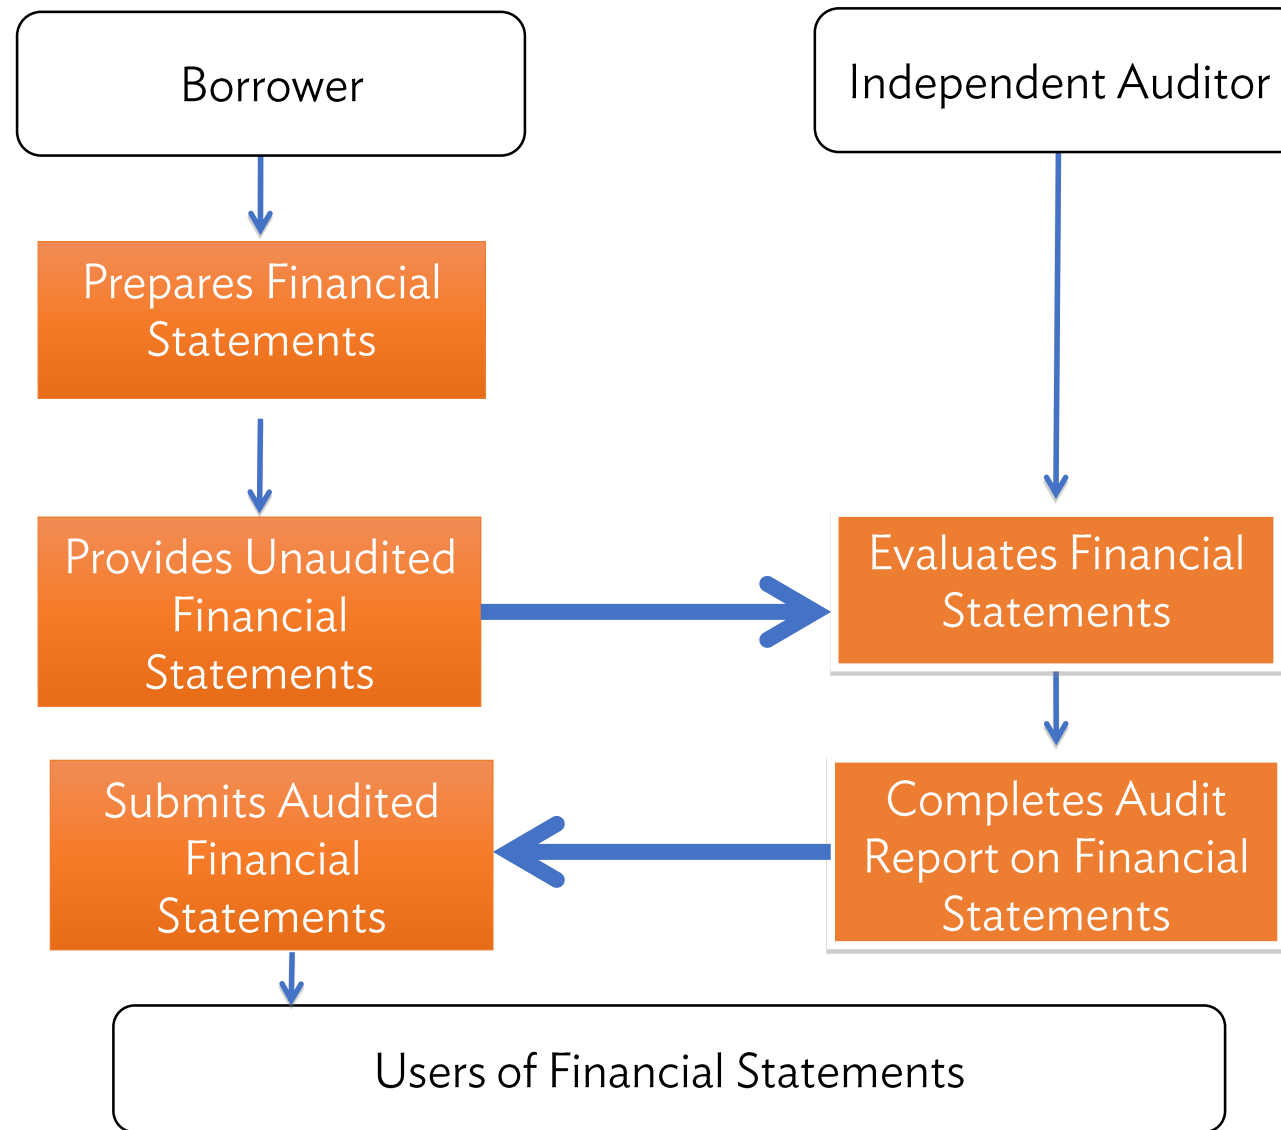 Borrower
Independent Auditor
Prepares Financial
Statements
Provides Unaudited
Financial
Statements
Evaluates Financial
Statements
Submits Audited
Financial
Statements
Completes Audit
Report on Financial
Statements
Users of Financial Statements